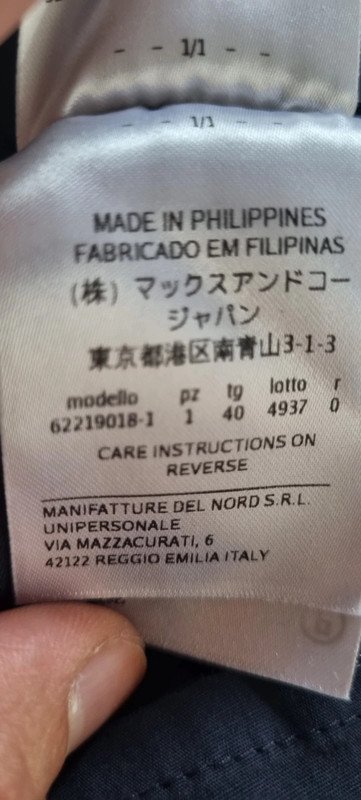 - - 1/1 - -
- - 1/1 - -
MADE IN PHILIPPINES
FABRICADO EM FILIPINAS
(株) マックスアンドコー
ジャパン
東京都港区南青山3-1-3
modello pz tg lotto r
62219018-1 1 40 4937 0
CARE INSTRUCTIONS ON
REVERSE
MANIFATTURE DEL NORD S.R.L.
UNIPERSONALE
VIA MAZZACURATI, 6
42122 REGGIO EMILIA ITALY